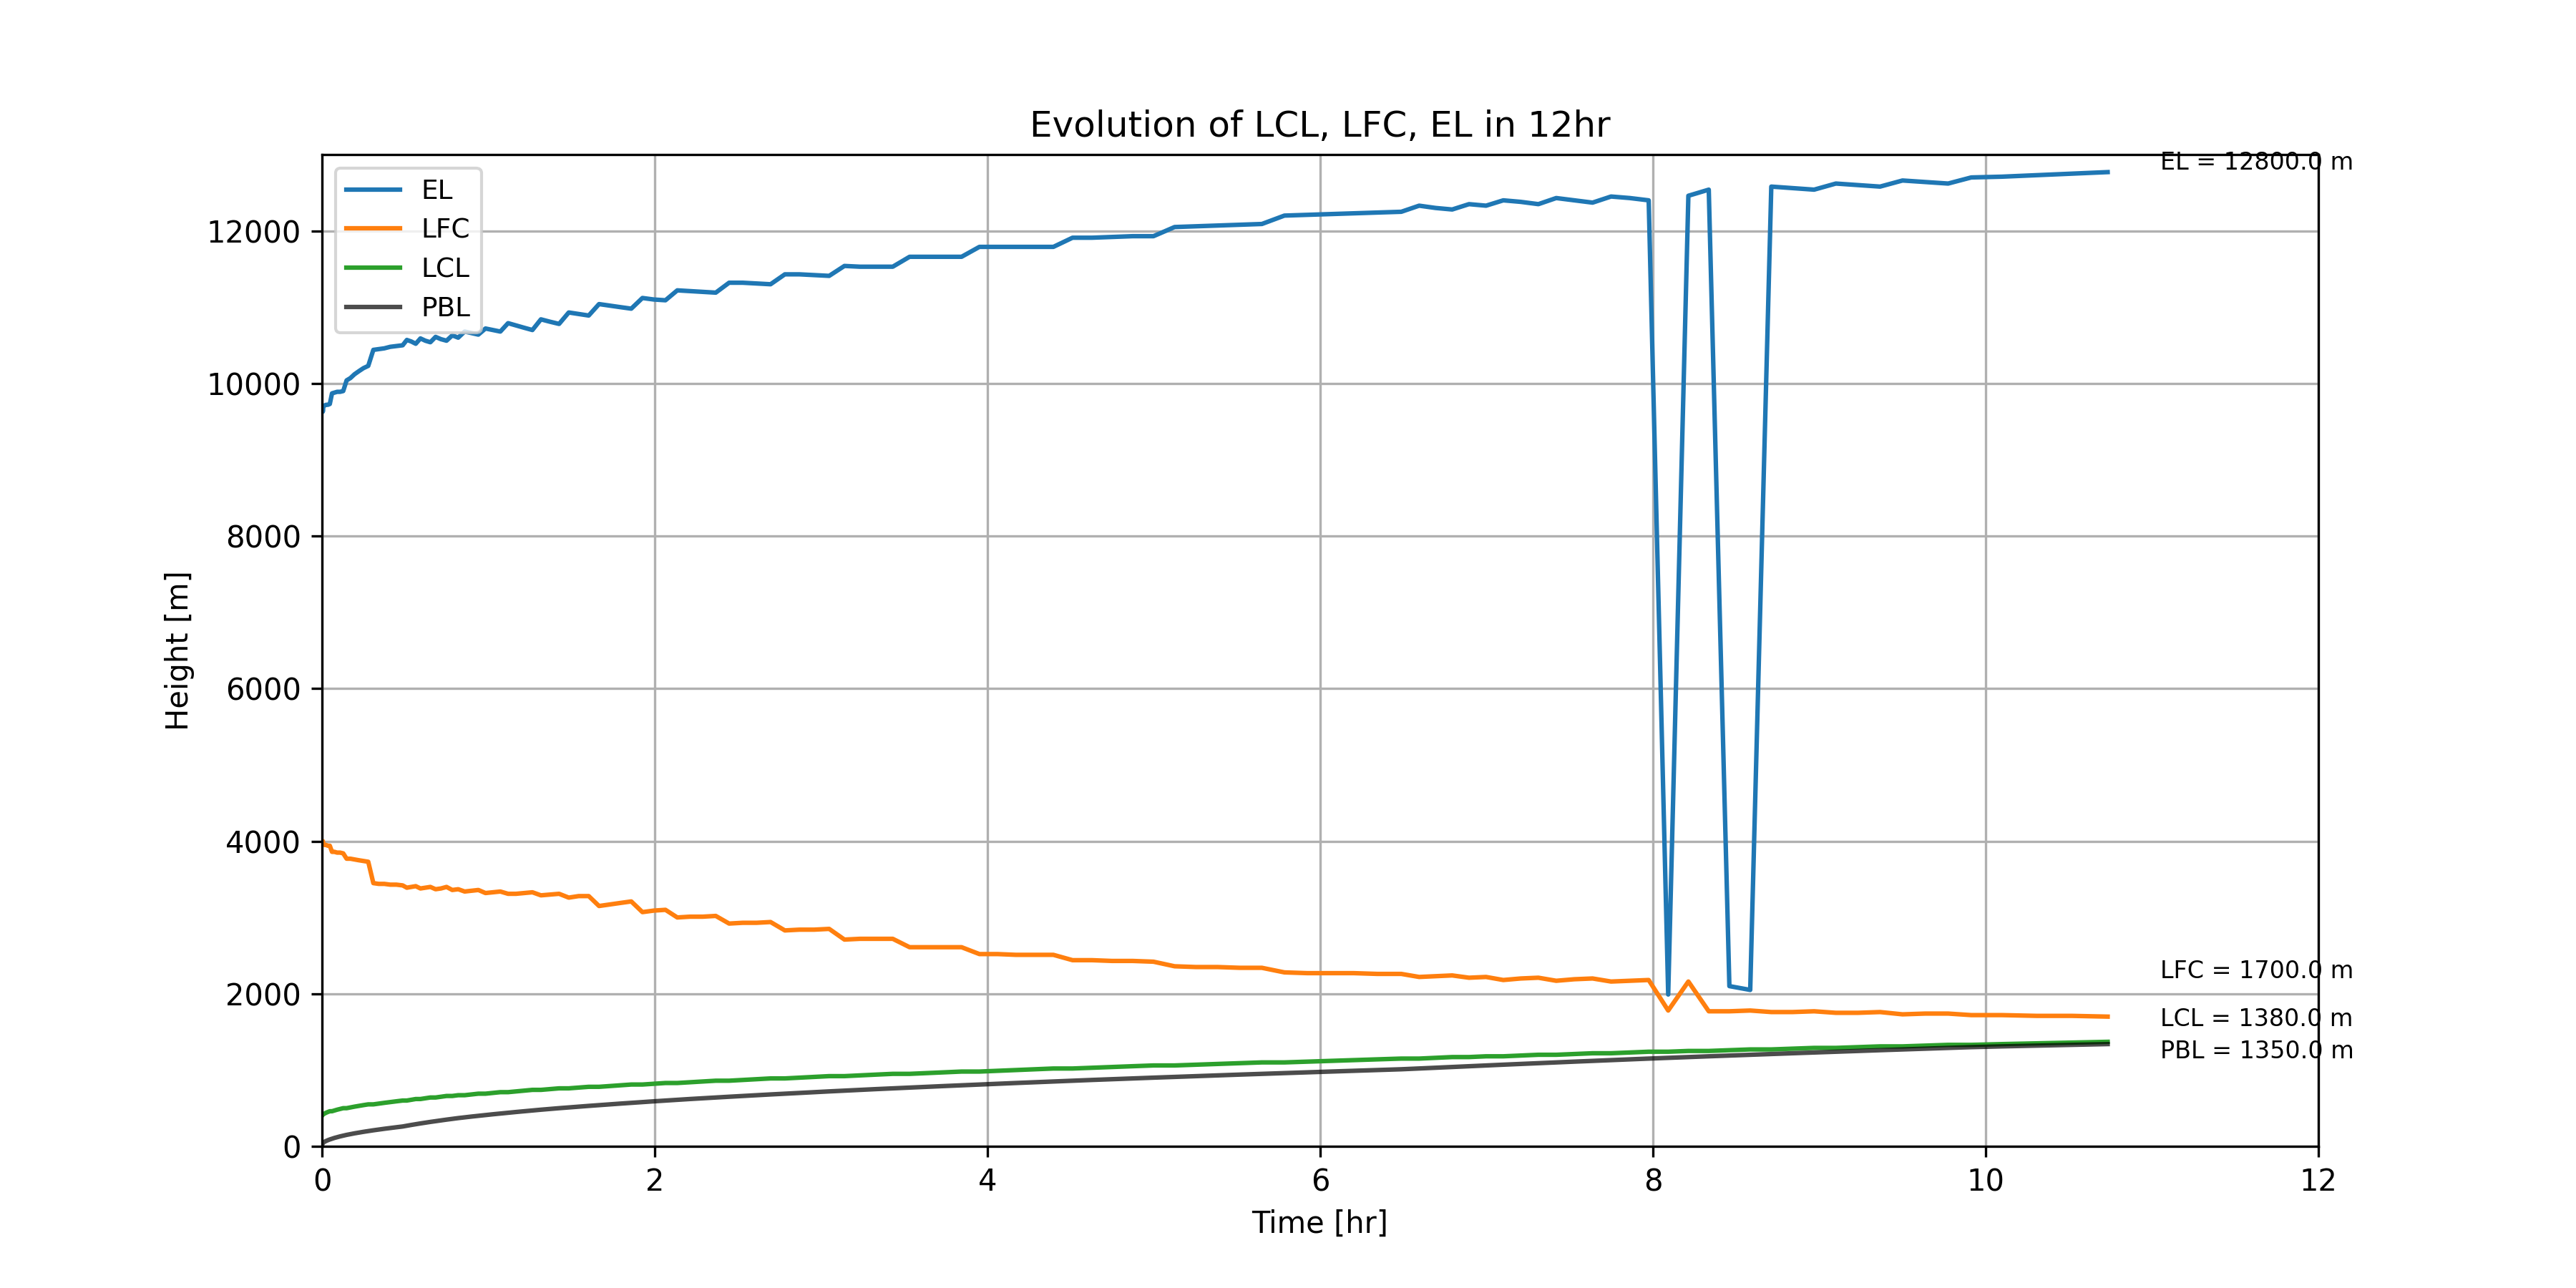 Evolution of LCL, LFC, EL in 12hr
EL = 12800.0 m
EL
LFC
LCL
PBL
12000
10000
8000
6000
4000
2000
0
Height [m]
LFC = 1700.0 m
LCL = 1380.0 m
PBL = 1350.0 m
0 2 4 6 8 10 12
Time [hr]